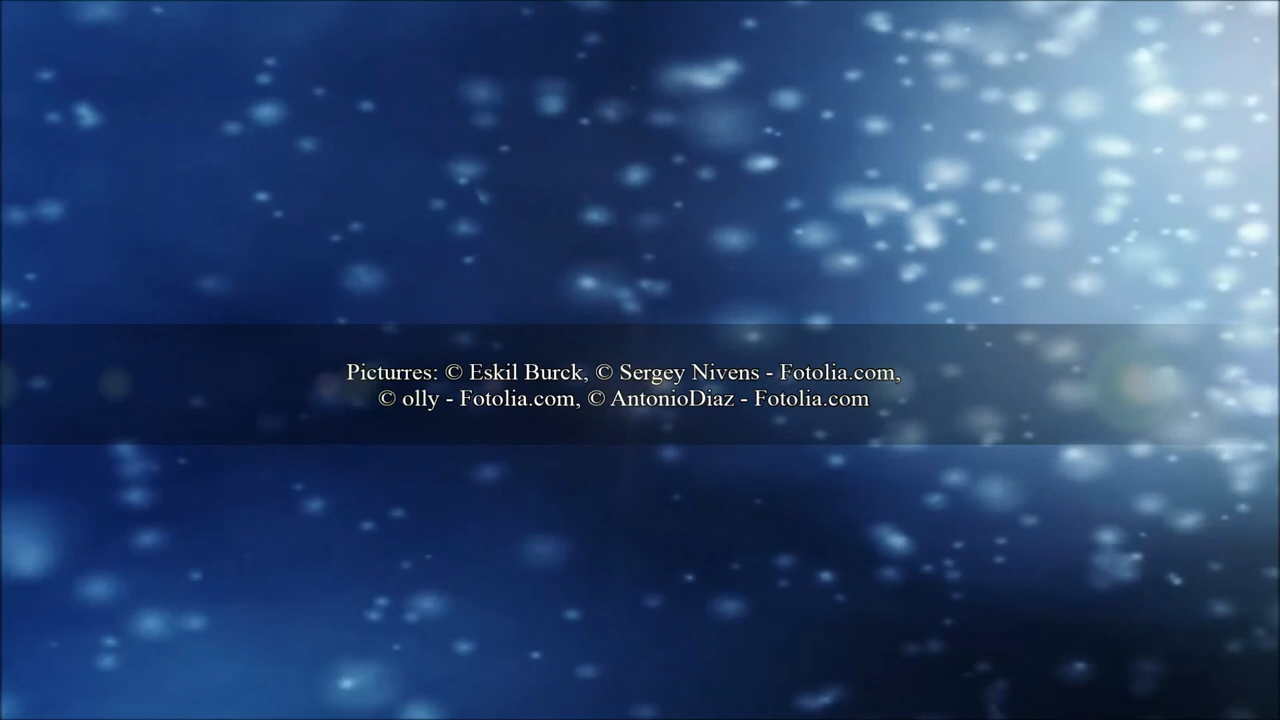 Picturres: © Eskil Burck, © Sergey Nivens - Fotolia.com,
© olly - Fotolia.com, © AntonioDiaz - Fotolia.com